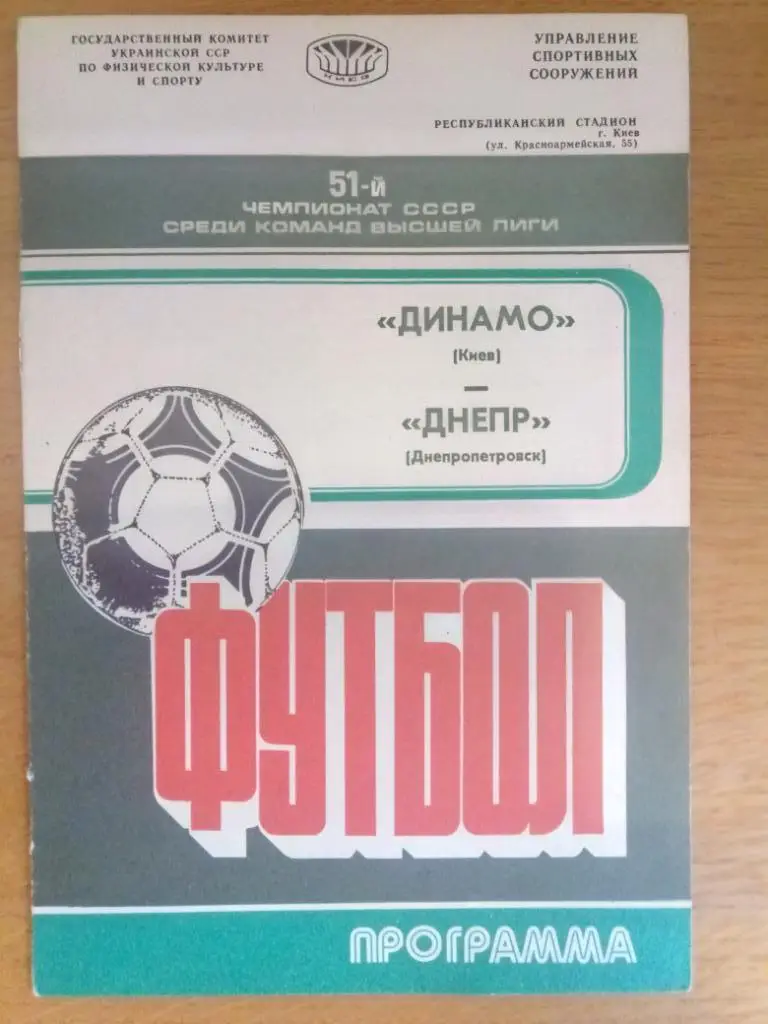 ГОСУДАРСТВЕННЫЙ КОМИТЕТ
УКРАИНСКОЙ ССР
ПО ФИЗИЧЕСКОЙ КУЛЬТУРЕ
И СПОРТУ
КИЕВ
УПРАВЛЕНИЕ
СПОРТИВНЫХ
СООРУЖЕНИЙ
РЕСПУБЛИКАНСКИЙ СТАДИОН
г. Киев
(ул. Красноармейская, 55)
51-й
ЧЕМПИОНАТ СССР
СРЕДИ КОМАНД ВЫСШЕЙ ЛИГИ
«ДИНАМО»
(Киев)
—
«ДНЕПР»
(Днепропетровск)
ФУТБОЛ
ПРОГРАММА